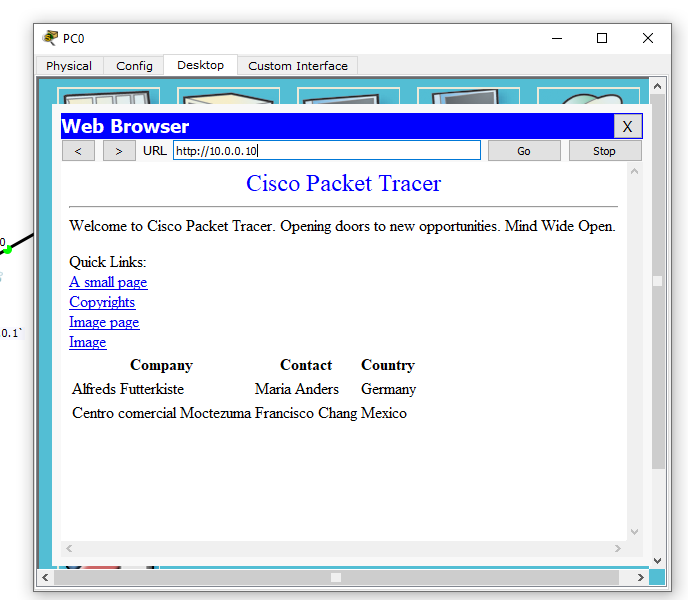 PC0
Physical Config Desktop Custom Interface
Web Browser X
< > URL http://10.0.0.10 Go Stop
Cisco Packet Tracer
Welcome to Cisco Packet Tracer. Opening doors to new opportunities. Mind Wide Open.
Quick Links:
A small page
Copyrights
Image page
Image
Company Contact Country
Alfreds Futterkiste Maria Anders Germany
Centro comercial Moctezuma Francisco Chang Mexico
.0.1`